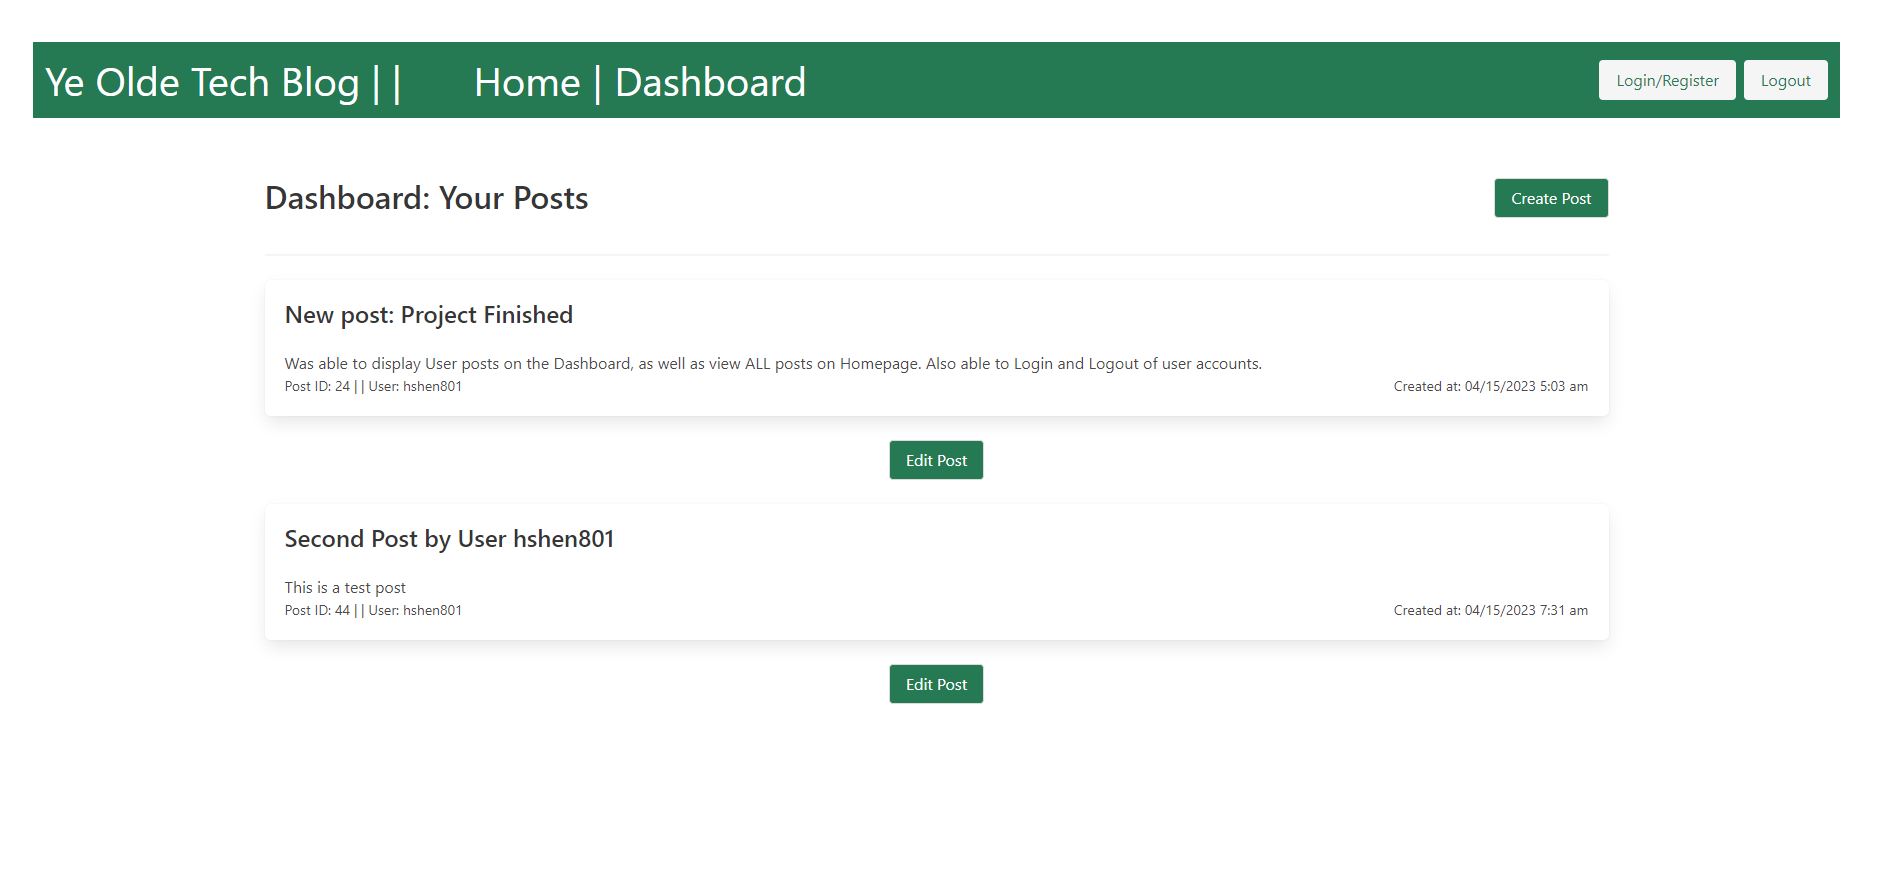 Ye Olde Tech Blog | | Home | Dashboard Login/Register Logout
Dashboard: Your Posts Create Post
New post: Project Finished
Was able to display User posts on the Dashboard, as well as view ALL posts on Homepage. Also able to Login and Logout of user accounts.
Post ID: 24 | | User: hshen801 Created at: 04/15/2023 5:03 am
Edit Post
Second Post by User hshen801
This is a test post
Post ID: 44 | | User: hshen801 Created at: 04/15/2023 7:31 am
Edit Post